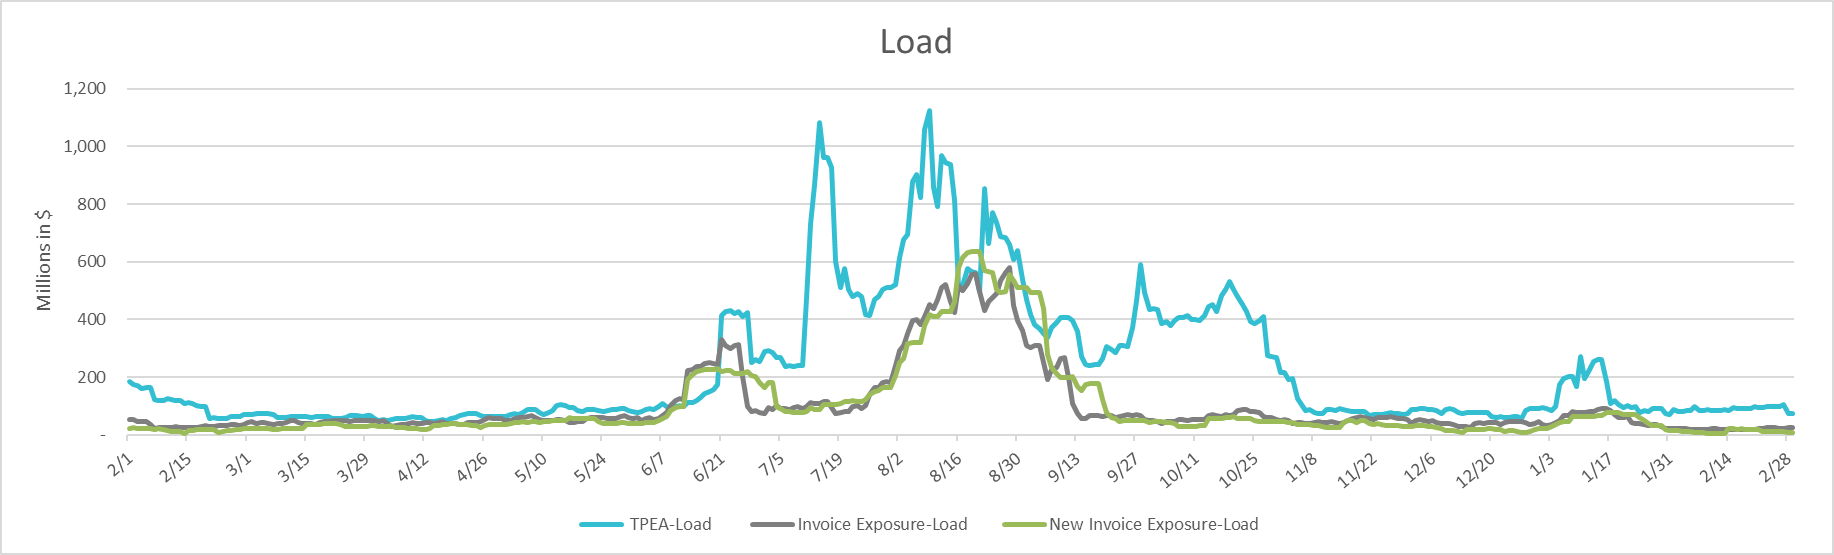 Load
Millions in $
1,200
1,000
800
600
400
200
-
2/1 2/15 3/1 3/15 3/29 4/12 4/26 5/10 5/24 6/7 6/21 7/5 7/19 8/2 8/16 8/30 9/13 9/27 10/11 10/25 11/8 11/22 12/6 12/20 1/3 1/17 1/31 2/14 2/28
TPEA-Load Invoice Exposure-Load New Invoice Exposure-Load